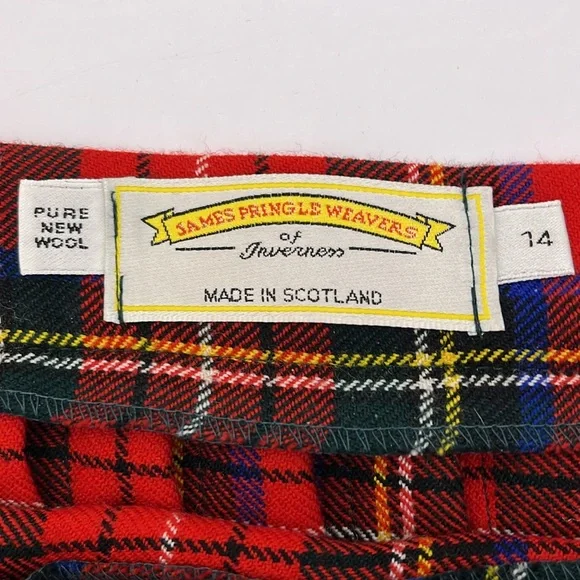 PURE
NEW
WOOL
JAMES PRINGLE WEAVERS
of
Inverness
MADE IN SCOTLAND
14